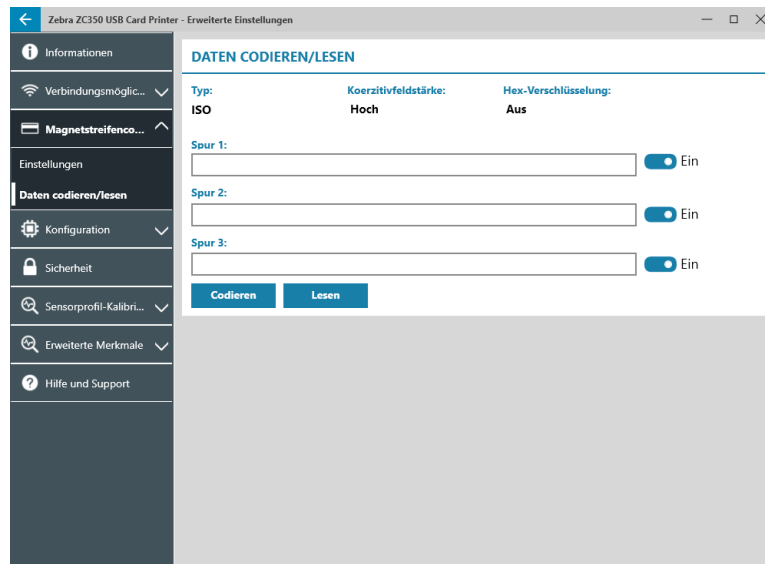 Zebra ZC350 USB Card Printer - Erweiterte Einstellungen
Informationen
Verbindungsmöglic...
Magnetstreifenco...
Einstellungen
Daten codieren/lesen
Konfiguration
Sicherheit
Sensorprofil-Kalibri...
Erweiterte Merkmale
Hilfe und Support
DATEN CODIEREN/LESEN
Typ: Koerzitivfeldstärke: Hex-Verschlüsselung:
ISO Hoch Aus
Spur 1:
Ein
Spur 2:
Ein
Spur 3:
Ein
Codieren Lesen